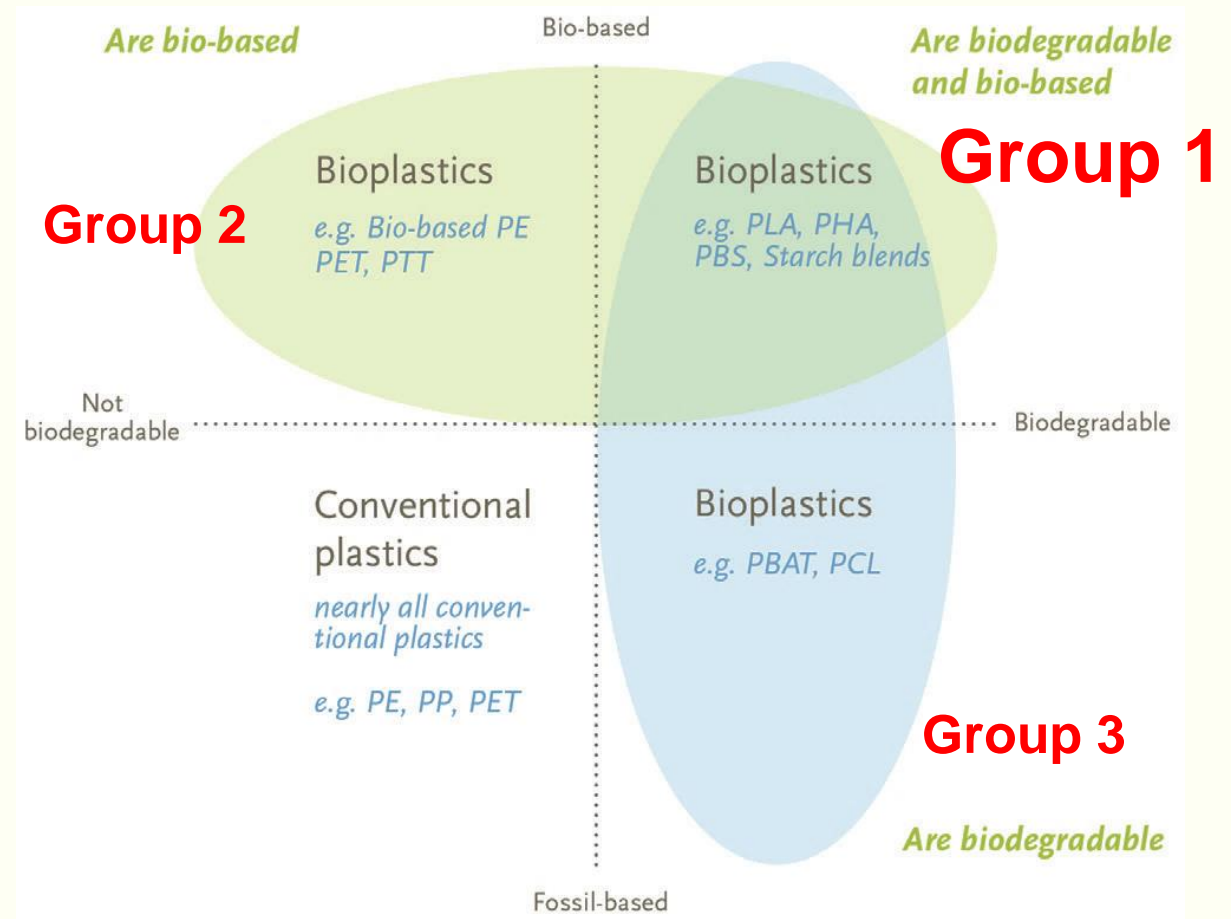 Are bio-based
Bio-based
Are biodegradable
and bio-based
Group 1
Bioplastics
e.g. Bio-based PE
PET, PTT
Group 2
Bioplastics
e.g. PLA, PHA,
PBS, Starch blends
Not
biodegradable
Biodegradable
Conventional
plastics
nearly all conven-
tional plastics
e.g. PE, PP, PET
Bioplastics
e.g. PBAT, PCL
Group 3
Are biodegradable
Fossil-based